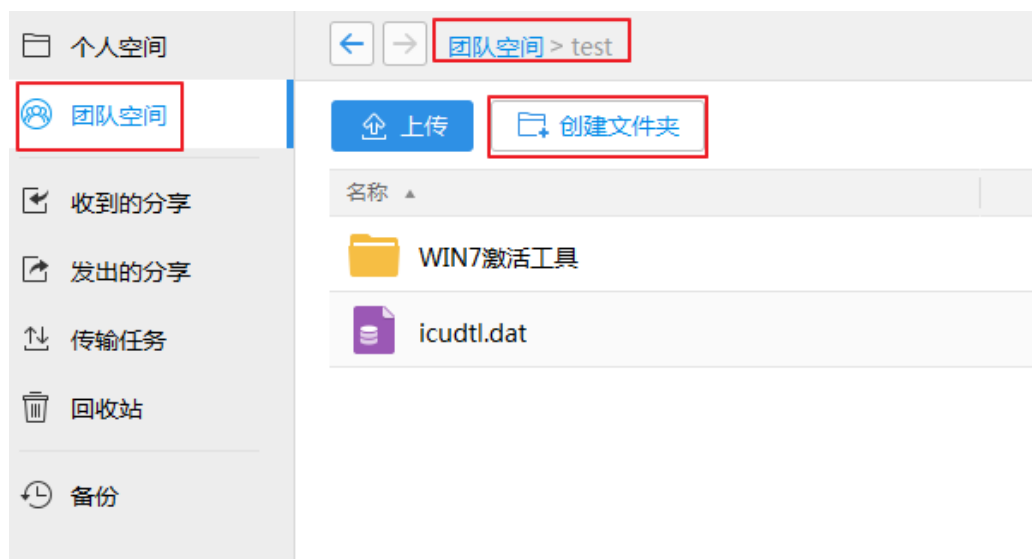 个人空间
团队空间
收到的分享
发出的分享
传输任务
回收站
备份
团队空间 > test
上传
创建文件夹
名称
WIN7激活工具
icudtl.dat